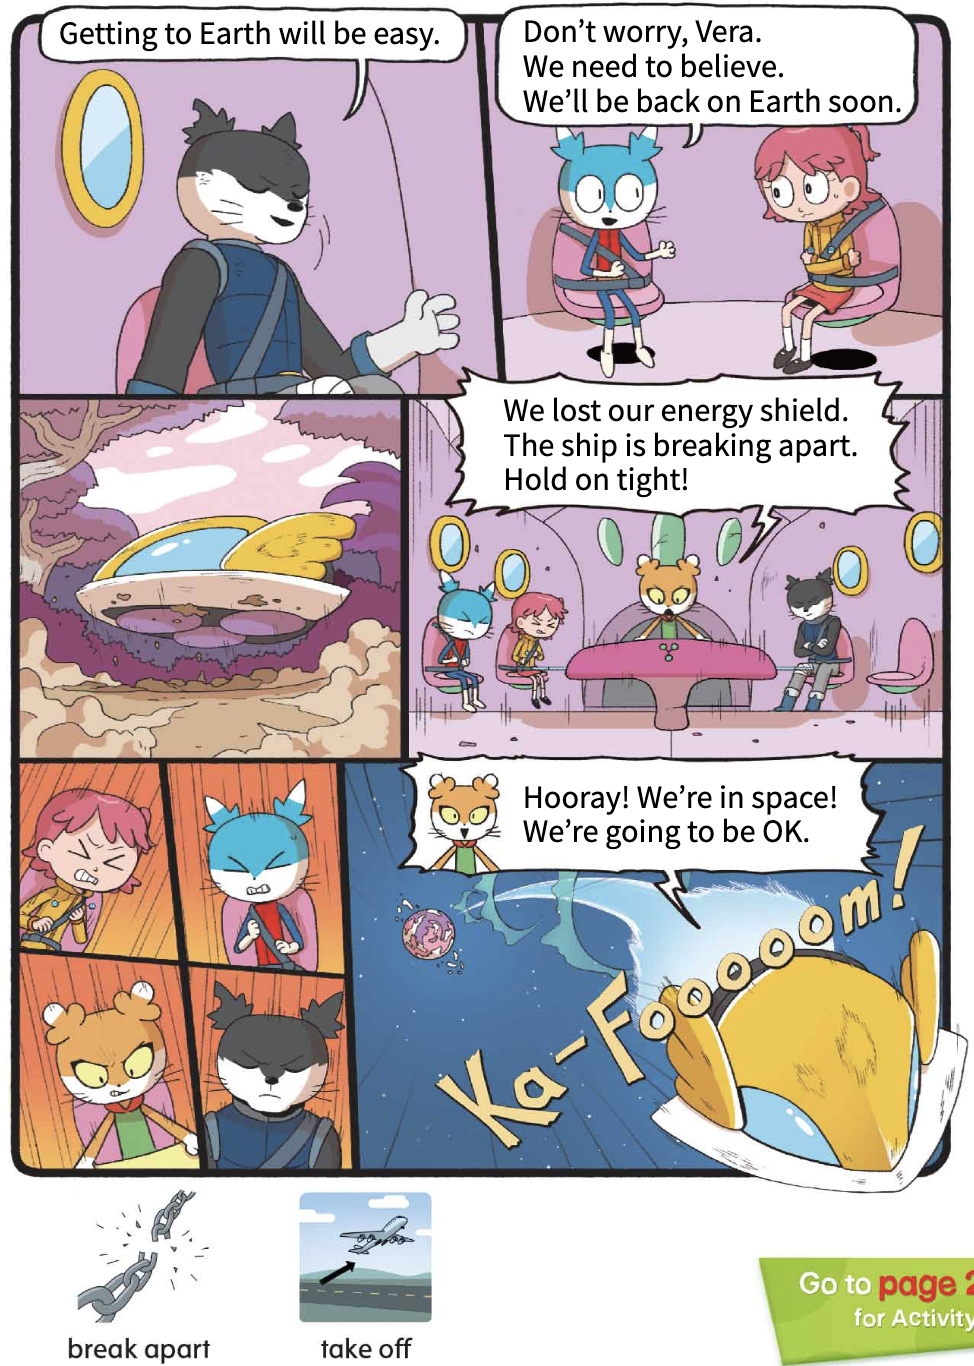 Getting to Earth will be easy.
Don't worry, Vera.
We need to believe.
We'll be back on Earth soon.
We lost our energy shield.
The ship is breaking apart.
Hold on tight!
Hooray! We're in space!
We're going to be OK.
Ka-Foooooom!
break apart
take off
Go to page 2
for Activity